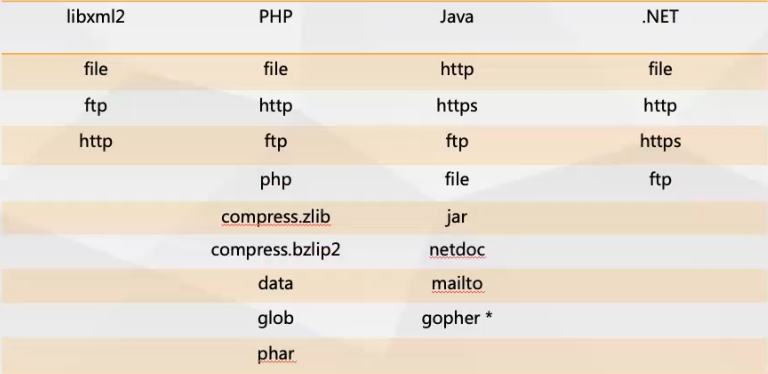 libxml2 PHP Java .NET
file file http file
ftp http https http
http ftp ftp https
php file ftp
compress.zlib jar
compress.bzlip2 netdoc
data mailto
glob gopher *
phar